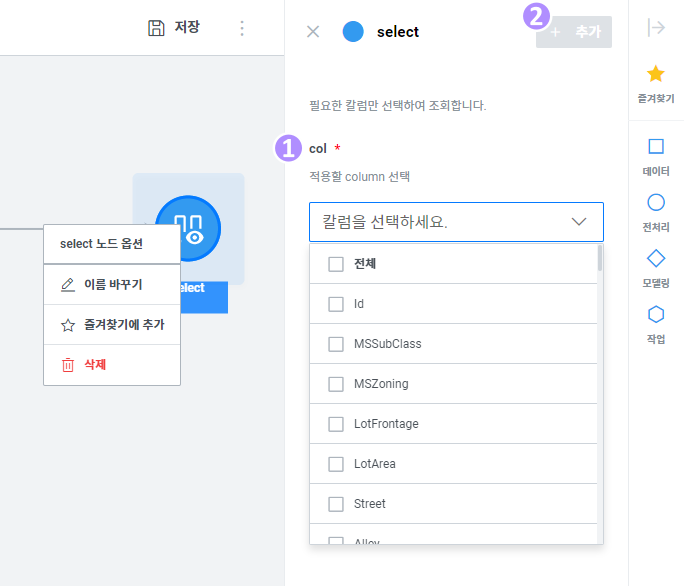 저장
select
2
+ 추가
즐겨찾기
필요한 칼럼만 선택하여 조회합니다.
1
col *
적용할 column 선택
칼럼을 선택하세요.
전체
Id
MSSubClass
MSZoning
LotFrontage
LotArea
Street
Alley
데이터
전처리
모델링
작업
select
select 노드 옵션
이름 바꾸기
즐겨찾기에 추가
삭제